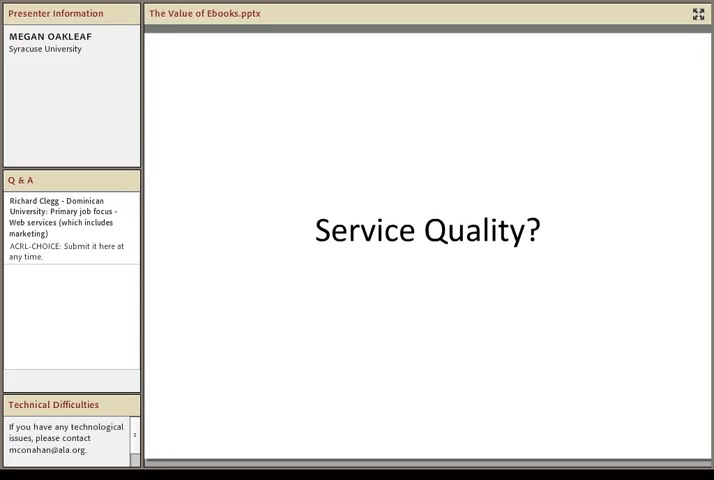 Presenter Information
MEGAN OAKLEAF
Syracuse University
Q & A
Richard Clegg - Dominican
University: Primary job focus -
Web services (which includes
marketing)
ACRL-CHOICE: Submit it here at
any time.
Technical Difficulties
If you have any technological
issues, please contact
mconahan@ala.org.
The Value of Ebooks.pptx
Service Quality?